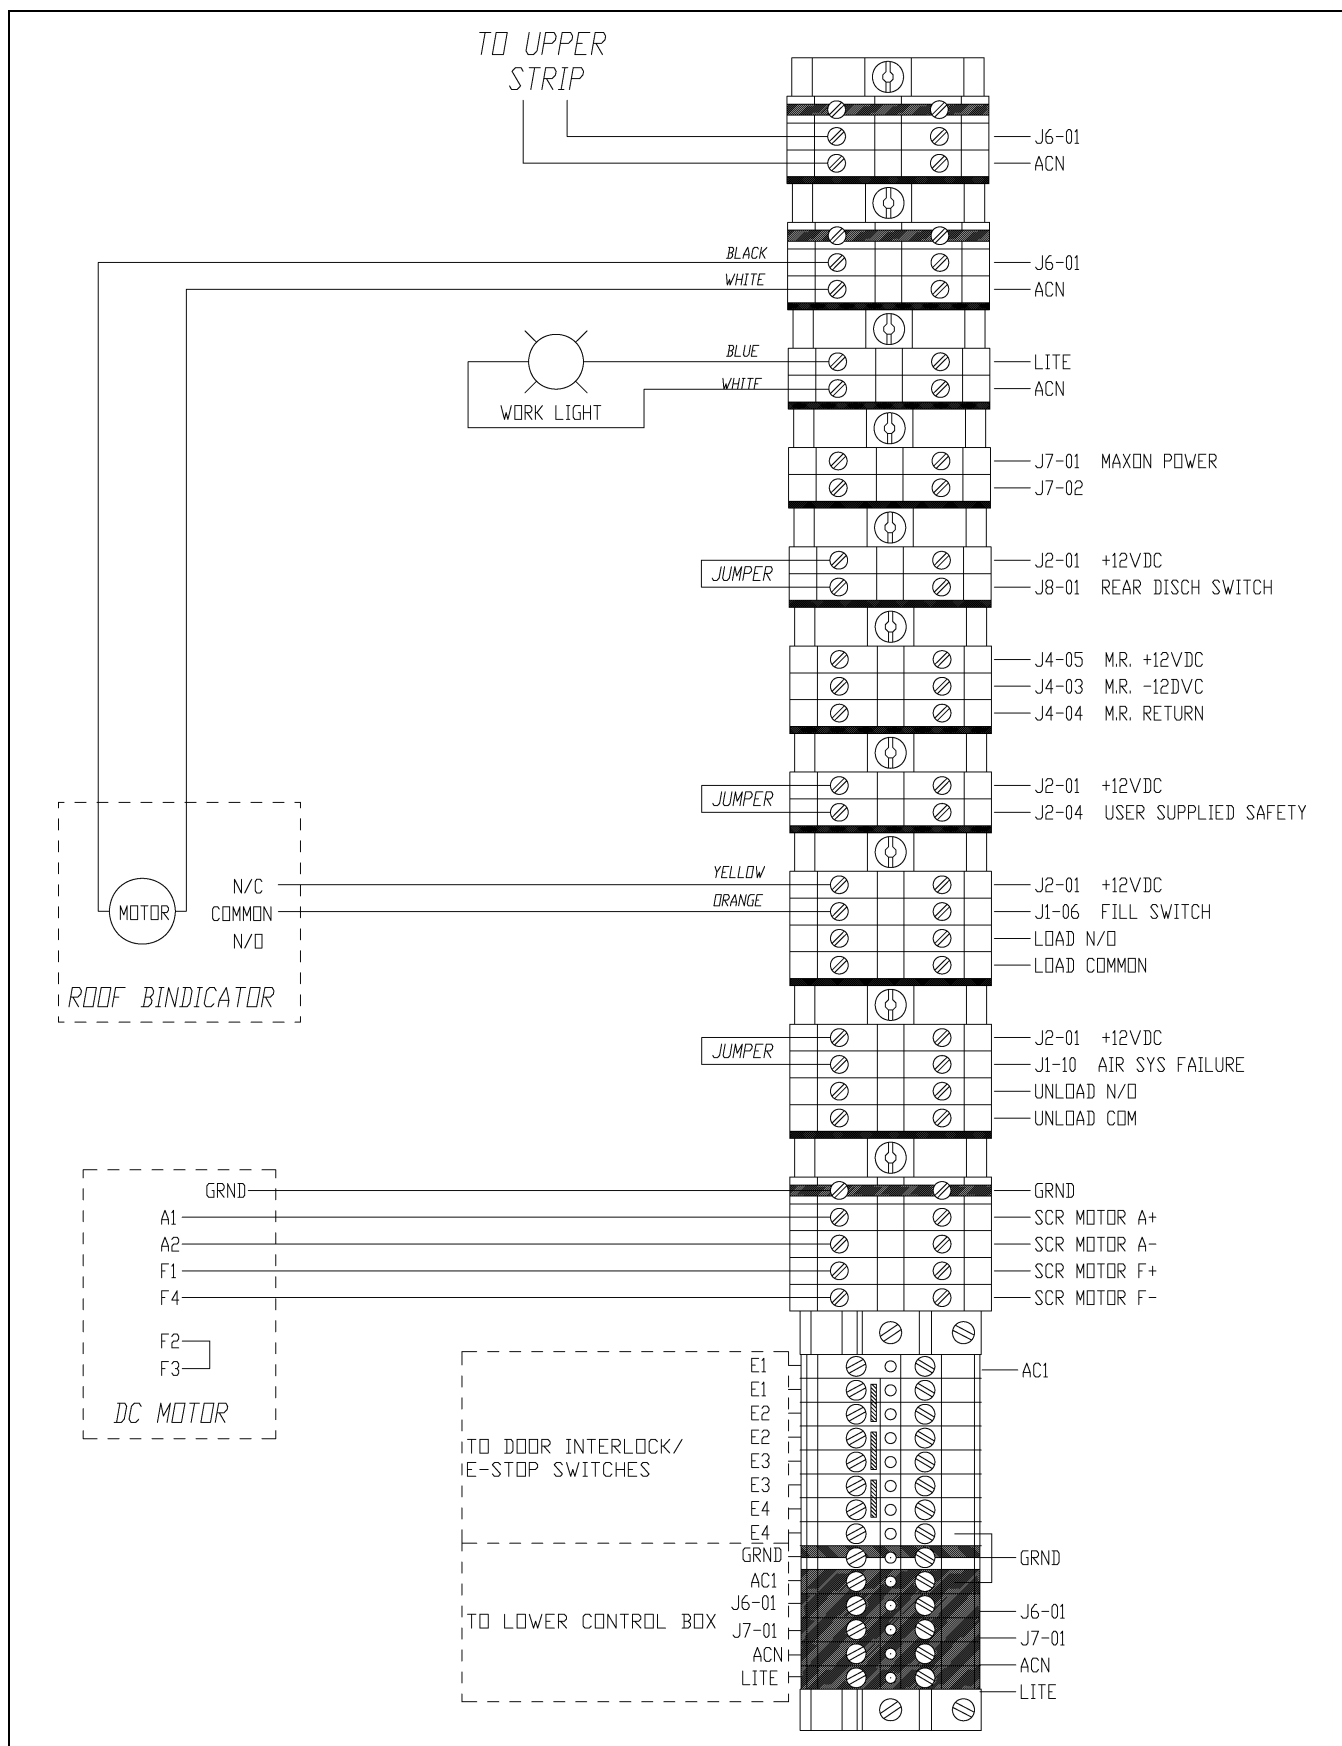 TO UPPER
STRIP
J6-01
ACN
BLACK
J6-01
WHITE
ACN
BLUE
LITE
WHITE
ACN
WORK LIGHT
J7-01 MAXON POWER
J7-02
JUMPER
J2-01 +12VDC
J8-01 REAR DISCH SWITCH
J4-05 M.R. +12VDC
J4-03 M.R. -12DVC
J4-04 M.R. RETURN
JUMPER
J2-01 +12VDC
J2-04 USER SUPPLIED SAFETY
YELLOW
J2-01 +12VDC
ORANGE
J1-06 FILL SWITCH
LOAD N/O
LOAD COMMON
MOTOR
N/C
COMMON
N/O
ROOF BINDICATOR
JUMPER
J2-01 +12VDC
J1-10 AIR SYS FAILURE
UNLOAD N/O
UNLOAD COM
GRND
GRND
A1
SCR MOTOR A+
A2
SCR MOTOR A-
F1
SCR MOTOR F+
F4
SCR MOTOR F-
F2
F3
DC MOTOR
E1
AC1
E1
E2
E2
E3
E3
E4
E4
TO DOOR INTERLOCK/
E-STOP SWITCHES
GRND
GRND
AC1
J6-01
J6-01
J7-01
J7-01
ACN
ACN
LITE
LITE
TO LOWER CONTROL BOX